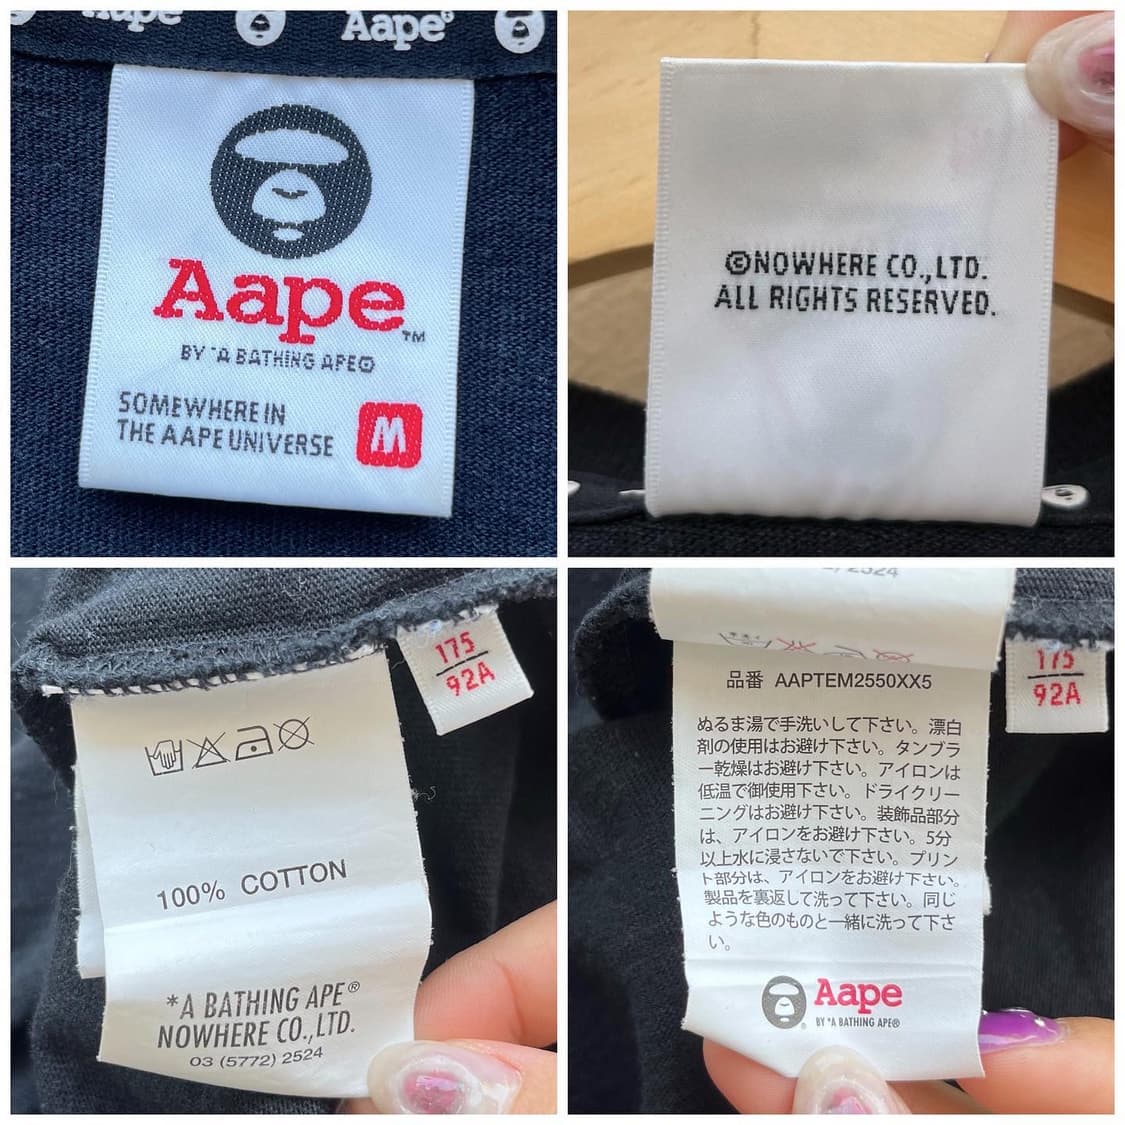 Aape
Aape
Aape
™
BY *A BATHING APE®
SOMEWHERE IN
THE AAPE UNIVERSE
M
©NOWHERE CO.,LTD.
ALL RIGHTS RESERVED.
175
92A
100% COTTON
*A BATHING APE®
NOWHERE CO.,LTD.
03 (5772) 2524
2524
175
92A
品番 AAPTEM2550XX5
ぬるま湯で手洗いして下さい。漂白
剤の使用はお避け下さい。タンブラ
ー乾燥はお避け下さい。アイロンは
低温で御使用下さい。ドライクリー
ニングはお避け下さい。装飾品部分
は、アイロンをお避け下さい。5分
以上水に浸さないで下さい。プリン
ト部分は、アイロンをお避け下さい。
製品を裏返して洗って下さい。同じ
ような色のものと一緒に洗って下さ
い。
Aape
BY *A BATHING APE®